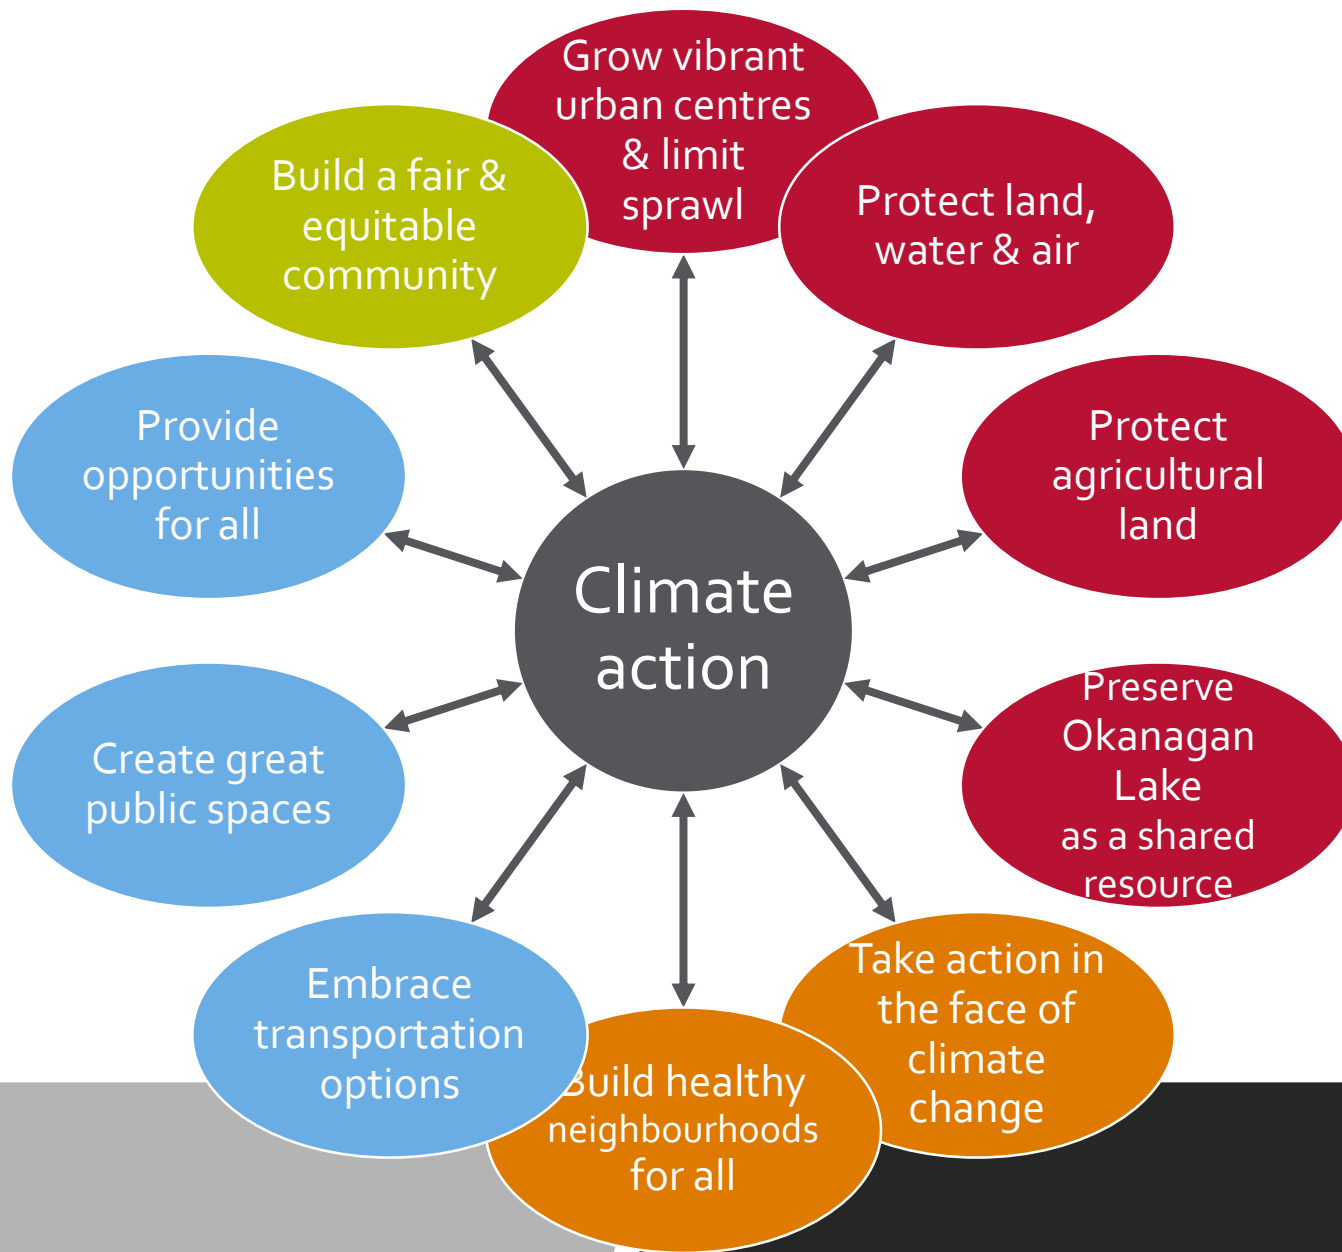 Grow vibrant
urban centres
& limit
sprawl
Protect land,
water & air
Protect
agricultural
land
Preserve
Okanagan
Lake
as a shared
resource
Take action in
the face of
climate
change
Build healthy
neighbourhoods
for all
Embrace
transportation
options
Create great
public spaces
Provide
opportunities
for all
Build a fair &
equitable
community
Climate
action